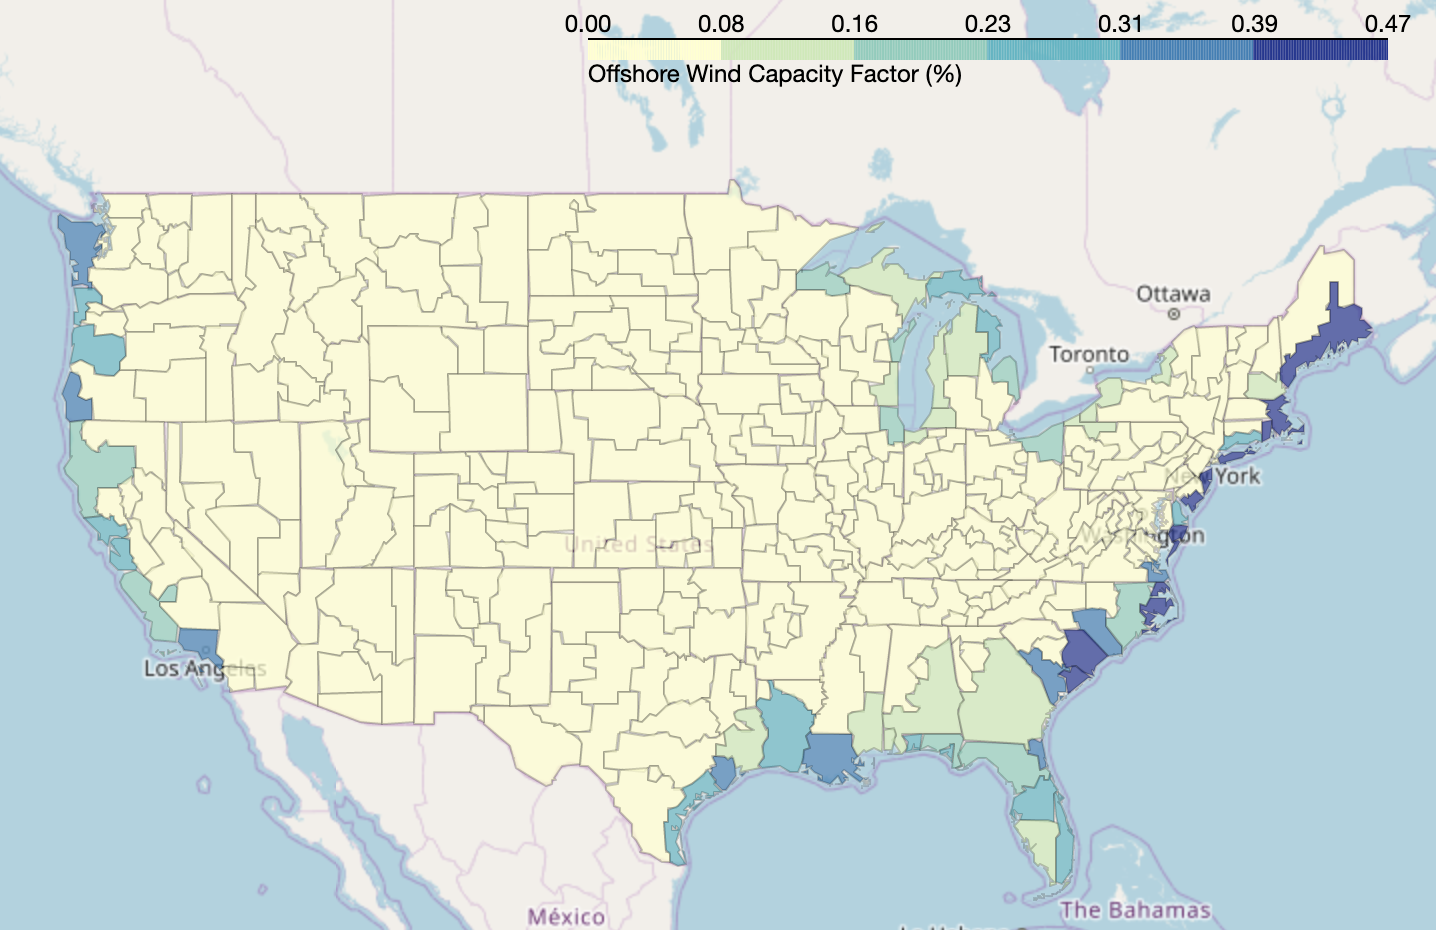 0.00 0.08 0.16 0.23 0.31 0.39 0.47
Offshore Wind Capacity Factor (%)
Ottawa
Toronto
New York
Washington
United States
Los Angeles
México
The Bahamas